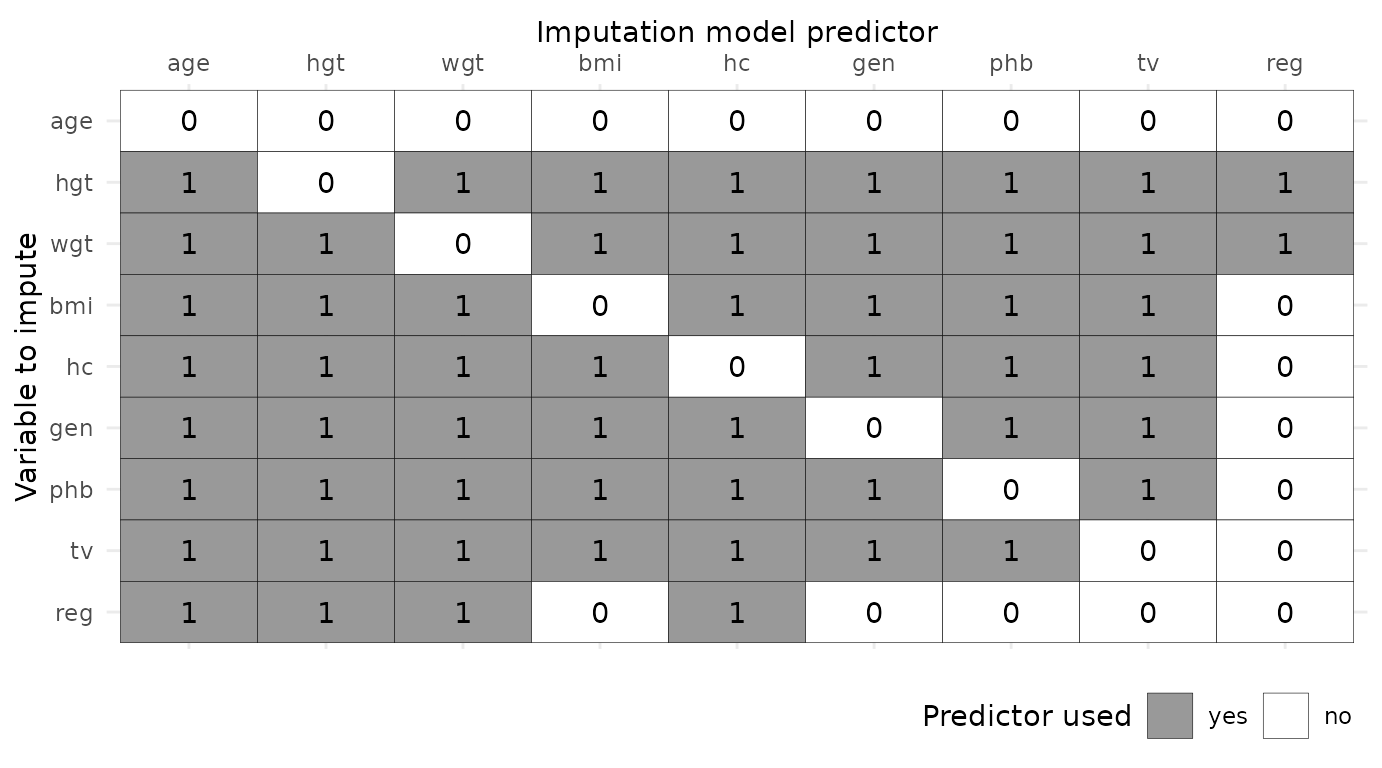 Imputation model predictor
age hgt wgt bmi hc gen phb tv reg
Variable to impute
age 0 0 0 0 0 0 0 0 0
hgt 1 0 1 1 1 1 1 1 1
wgt 1 1 0 1 1 1 1 1 1
bmi 1 1 1 0 1 1 1 1 0
hc 1 1 1 1 0 1 1 1 0
gen 1 1 1 1 1 0 1 1 0
phb 1 1 1 1 1 1 0 1 0
tv 1 1 1 1 1 1 1 0 0
reg 1 1 1 0 1 0 0 0 0
Predictor used yes no